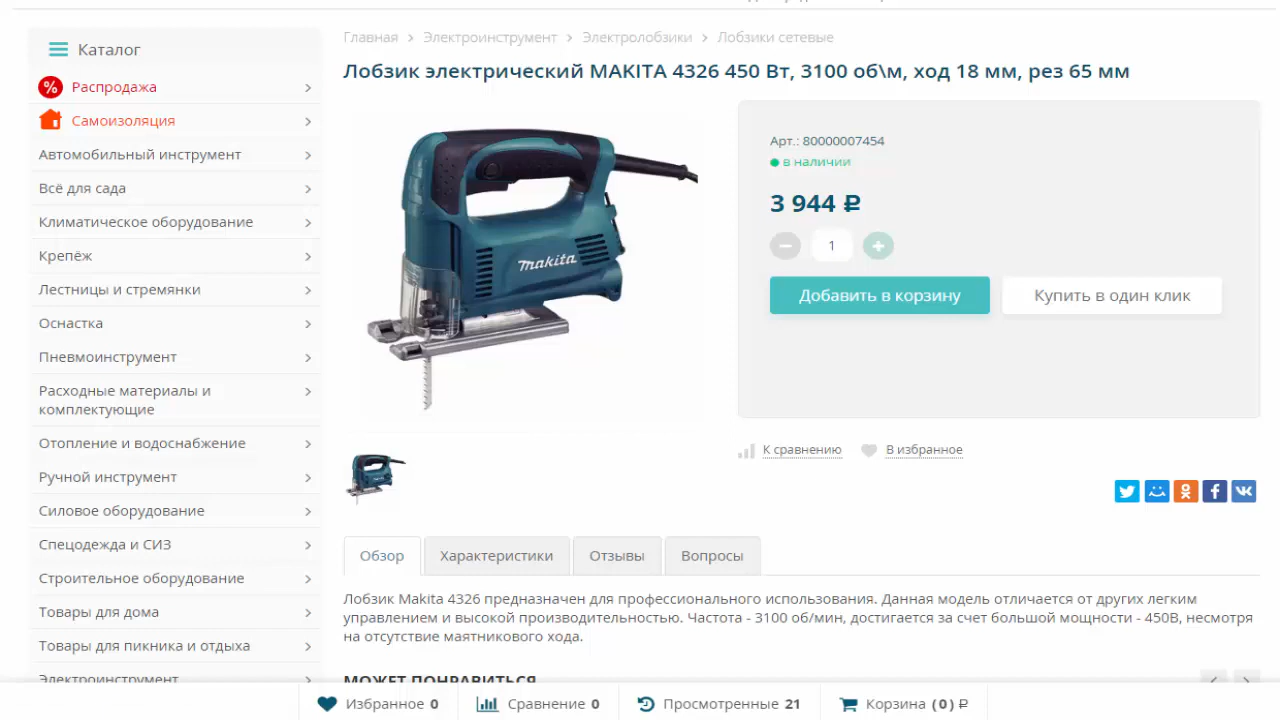 Каталог
Распродажа
Самоизоляция
Автомобильный инструмент
Всё для сада
Климатическое оборудование
Крепёж
Лестницы и стремянки
Оснастка
Пневмоинструмент
Расходные материалы и
комплектующие
Отопление и водоснабжение
Ручной инструмент
Силовое оборудование
Спецодежда и СИЗ
Строительное оборудование
Товары для дома
Товары для пикника и отдыха
Электроинструмент
Главная > Электроинструмент > Электролобзики > Лобзики сетевые
Лобзик электрический MAKITA 4326 450 Вт, 3100 об\м, ход 18 мм, рез 65 мм
makita
Арт.: 80000007454
в наличии
3 944 ₽
1
Добавить в корзину
Купить в один клик
К сравнению
В избранное
Обзор
Характеристики
Отзывы
Вопросы
Лобзик Makita 4326 предназначен для профессионального использования. Данная модель отличается от других легким
управлением и высокой производительностью. Частота - 3100 об/мин, достигается за счет большой мощности - 450В, несмотря
на отсутствие маятникового хода.
МОЖЕТ ПОНРАВИТЬСЯ
Избранное 0
Сравнение 0
Просмотренные 21
Корзина (0) ₽